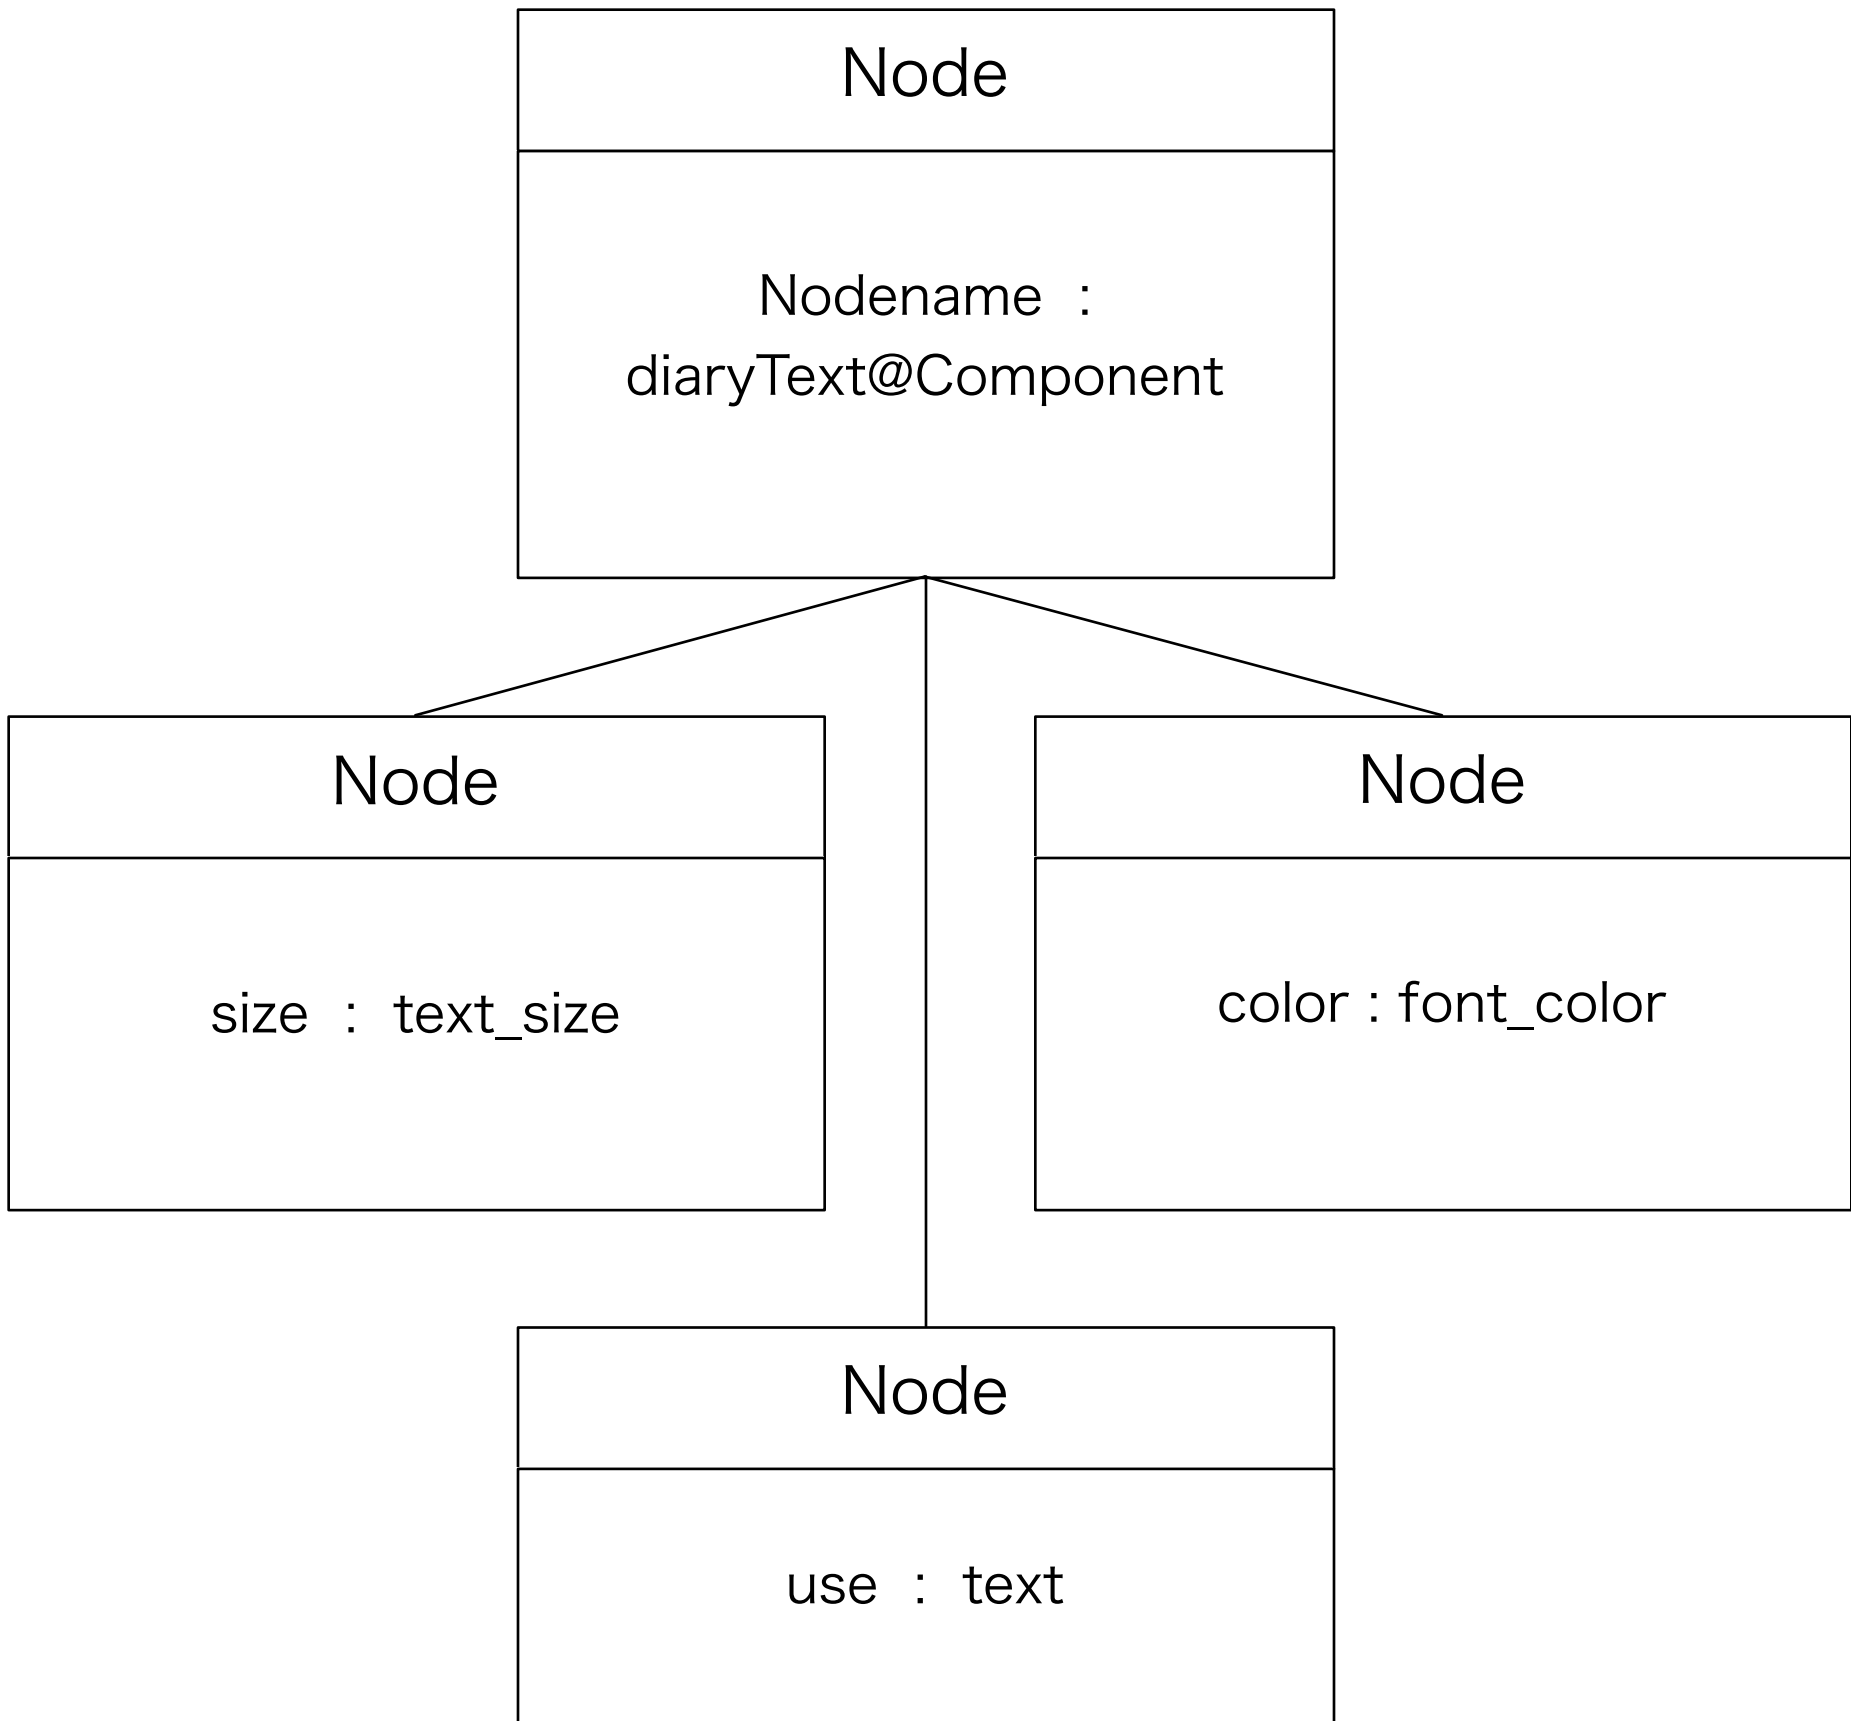 Node
Nodename :
diaryText@Component
Node
size : text_size
Node
color : font_color
Node
use : text